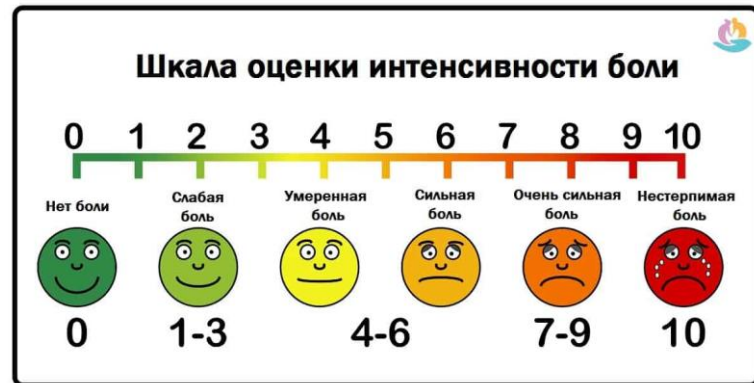 Шкала оценки интенсивности боли
0 1 2 3 4 5 6 7 8 9 10
Нет боли
Слабая
боль
Умеренная
боль
Сильная
боль
Очень сильная
боль
Нестерпимая
боль
0 1-3 4-6 7-9 10